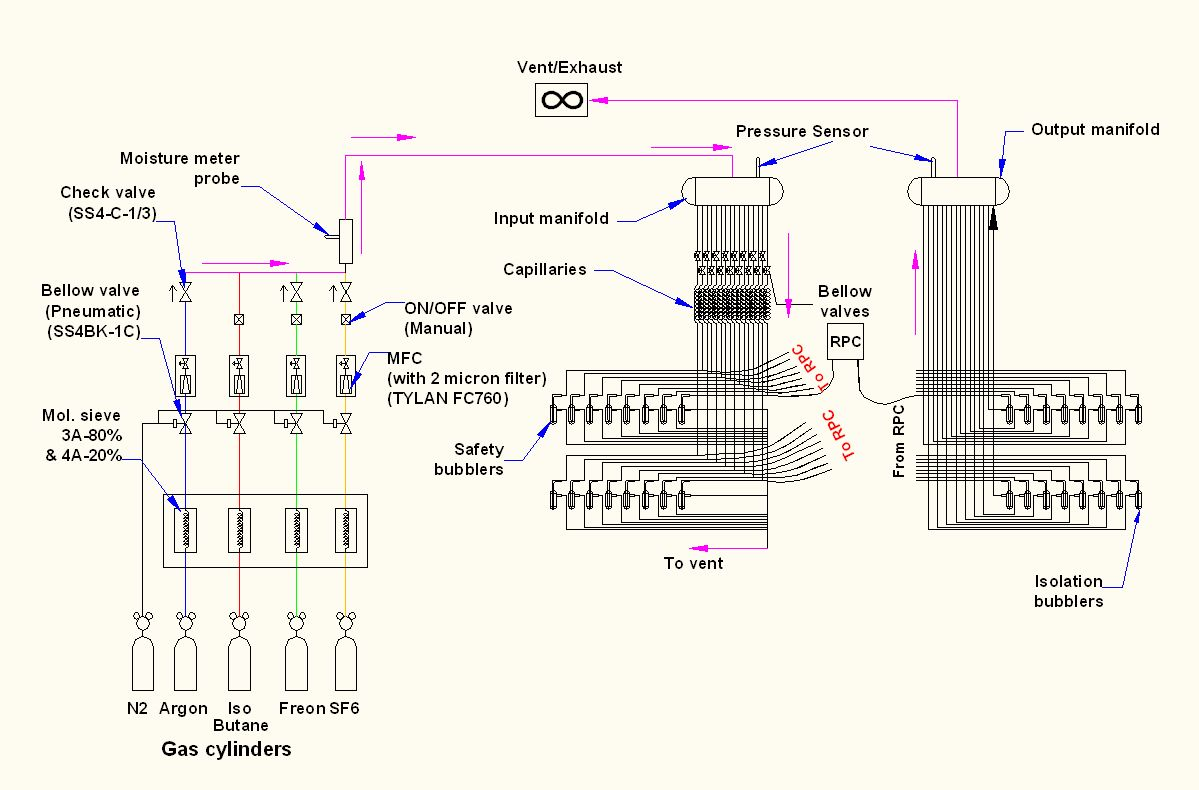 Vent/Exhaust
Pressure Sensor
Output manifold
Moisture meter
probe
Check valve
(SS4-C-1/3)
Input manifold
Capillaries
Bellow valve
(Pneumatic)
(SS4BK-1C)
ON/OFF valve
(Manual)
Bellow
valves
RPC
MFC
(with 2 micron filter)
(TYLAN FC760)
To RPC
To RPC
From RPC
Mol. sieve
3A-80%
& 4A-20%
Safety
bubblers
To vent
Isolation
bubblers
N2
Argon
Iso
Butane
Freon
SF6
Gas cylinders